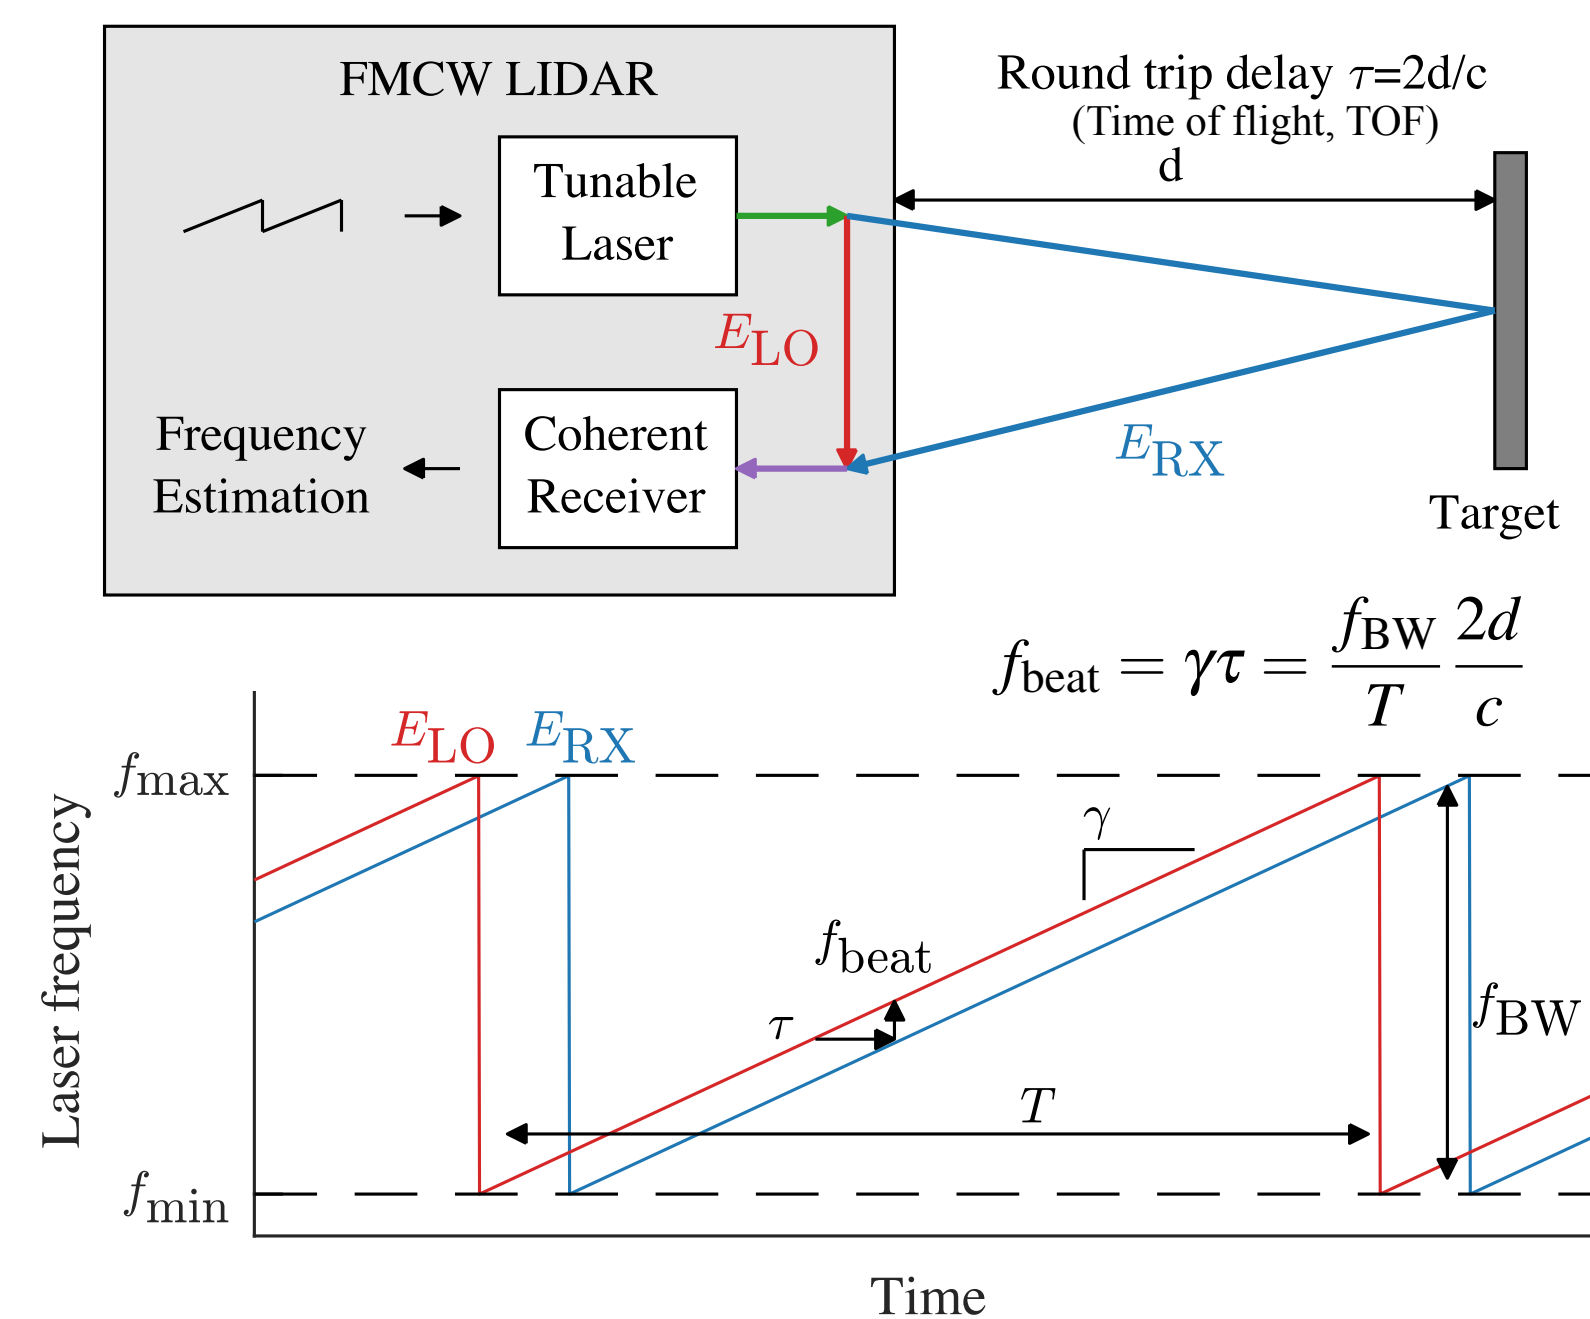 FMCW LIDAR
Round trip delay τ=2d/c
(Time of flight, TOF)
d
Tunable
Laser
E_LO
Frequency
Estimation
Coherent
Receiver
E_RX
Target
f_beat = γτ = f_BW/T 2d/c
E_LO E_RX
f_max
γ
f_beat
τ
f_BW
T
f_min
Laser frequency
Time